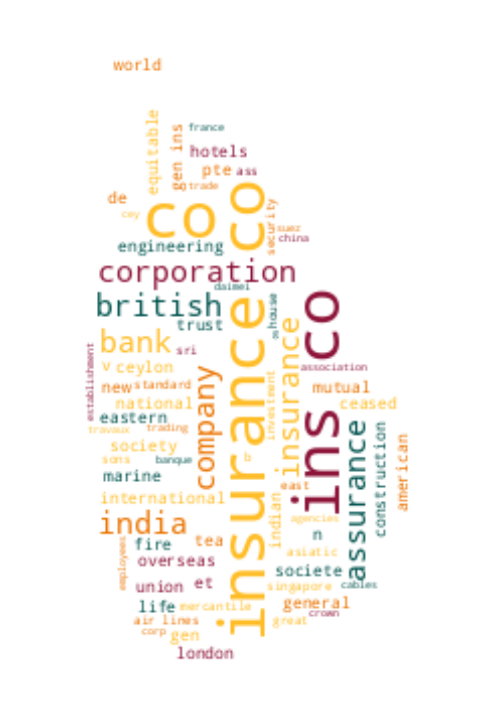 world
equitable
france
gen ins
hotels
pte
ass
trade
de
co
insurance co
cey
security
suez
china
engineering
corporation
daimei
british
house
ins co
trust
insurance
bank
sri
establishment
v
ceylon
association
company
investment
new
standard
mutual
national
ceased
eastern
assurance
construction
travaux
trading
american
society
br
sons
banque
marine
east
international
indian
india
agencies
n
employees
fire
tea
asiatic
overseas
societe
union
et
singapore
cables
life
mercantile
general
crown
air lines
great
corp
gen
london